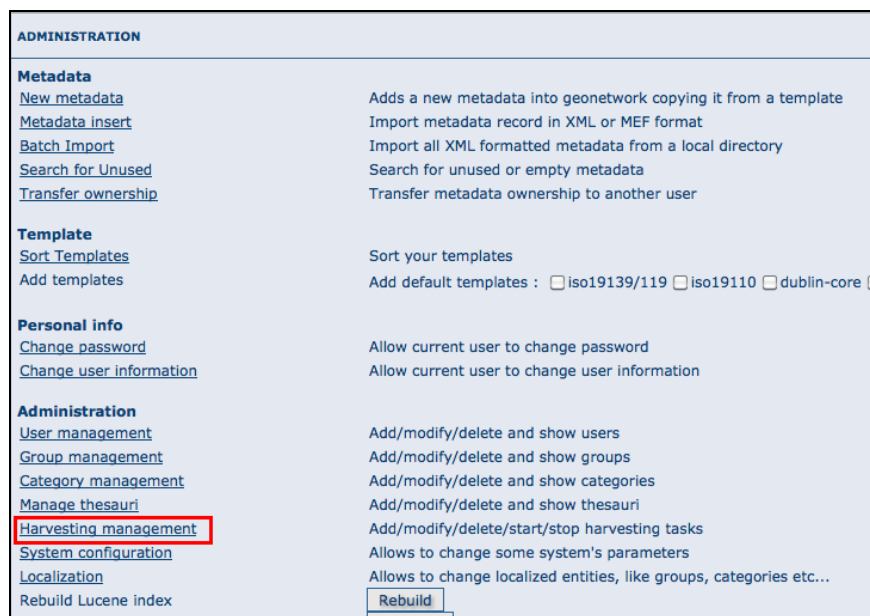 ADMINISTRATION
Metadata
New metadata Adds a new metadata into geonetwork copying it from a template
Metadata insert Import metadata record in XML or MEF format
Batch Import Import all XML formatted metadata from a local directory
Search for Unused Search for unused or empty metadata
Transfer ownership Transfer metadata ownership to another user
Template
Sort Templates Sort your templates
Add templates Add default templates : iso19139/119 iso19110 dublin-core
Personal info
Change password Allow current user to change password
Change user information Allow current user to change user information
Administration
User management Add/modify/delete and show users
Group management Add/modify/delete and show groups
Category management Add/modify/delete and show categories
Manage thesauri Add/modify/delete and show thesauri
Harvesting management Add/modify/delete/start/stop harvesting tasks
System configuration Allows to change some system's parameters
Localization Allows to change localized entities, like groups, categories etc...
Rebuild Lucene index Rebuild